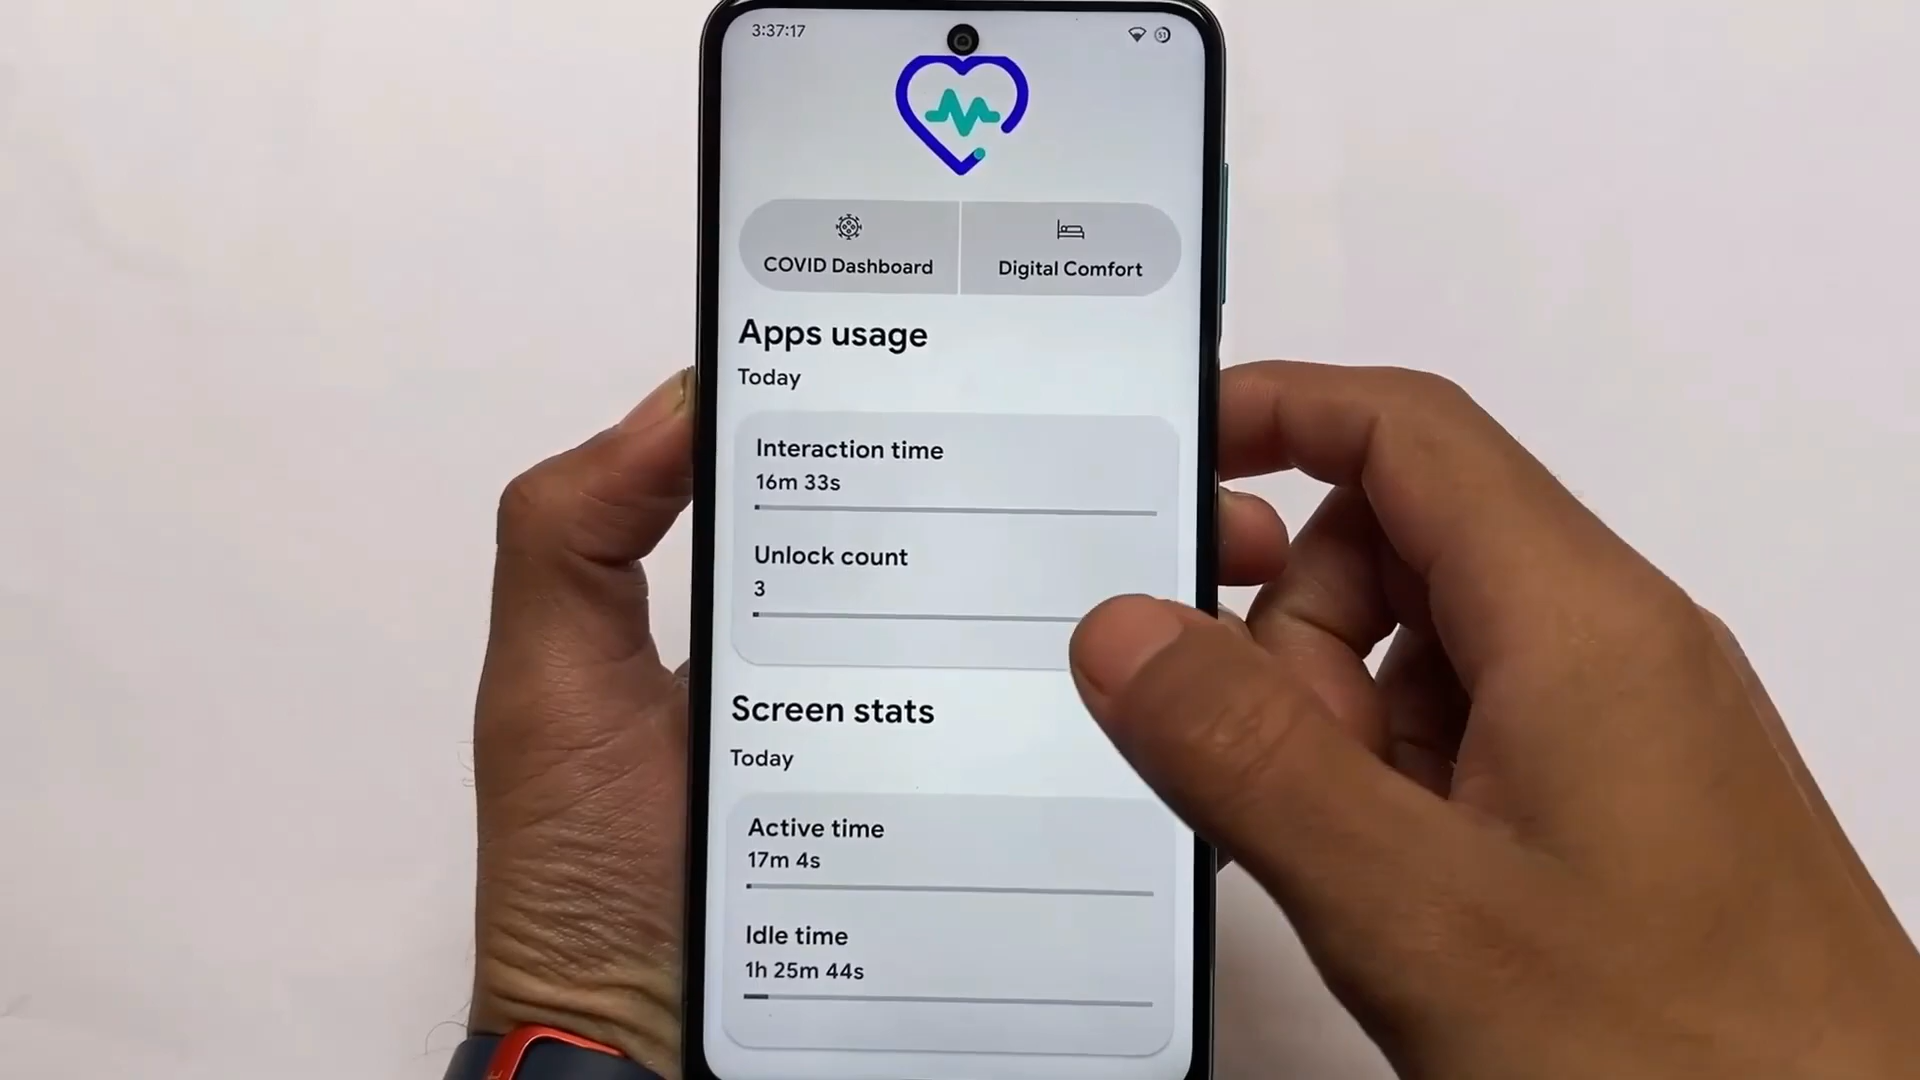 3:37:17
51
COVID Dashboard
Digital Comfort
Apps usage
Today
Interaction time
16m 33s
Unlock count
3
Screen stats
Today
Active time
17m 4s
Idle time
1h 25m 44s